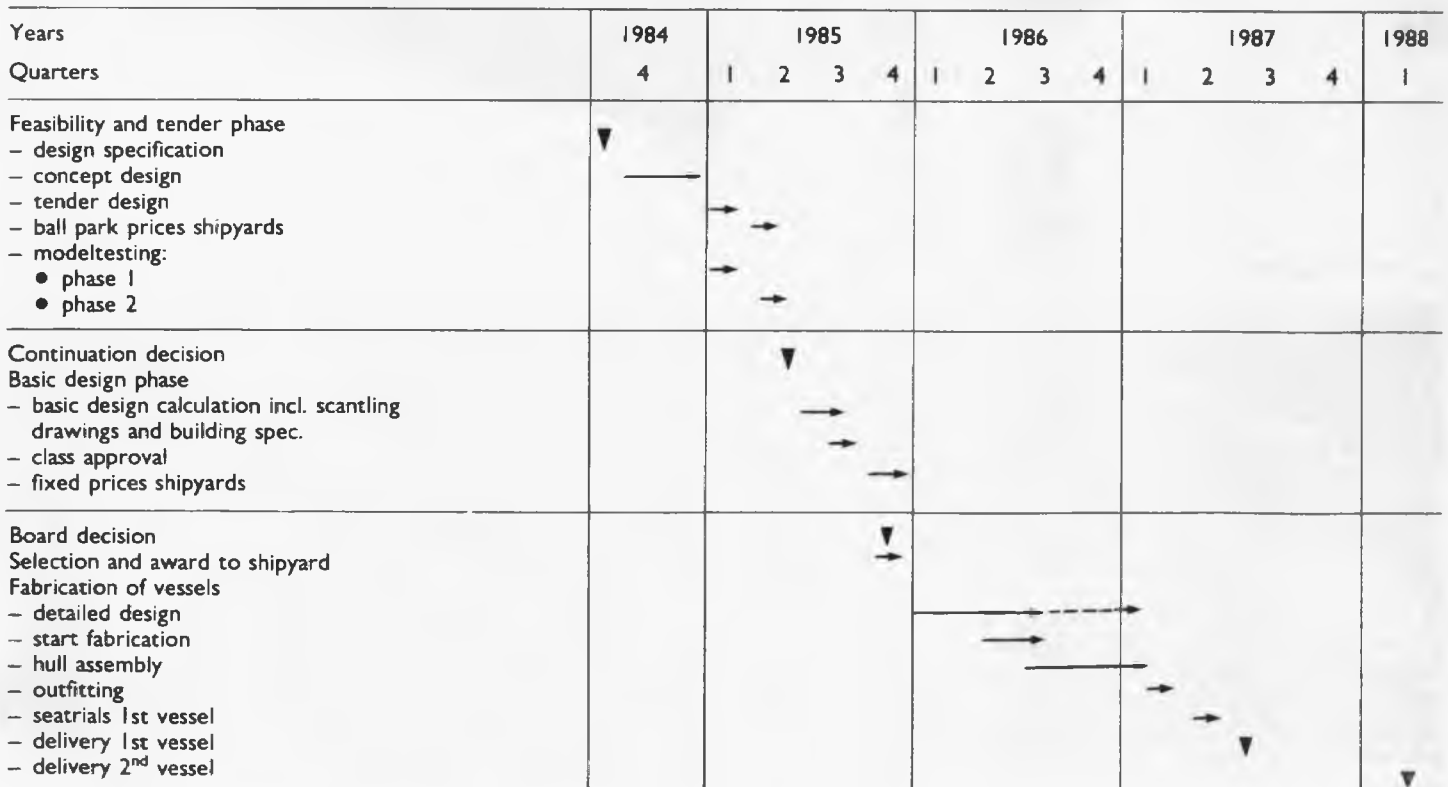 Years 1984 1985 1986 1987 1988
Quarters 4 1 2 3 4 1 2 3 4 1 2 3 4 1
Feasibility and tender phase
– design specification
– concept design
– tender design
– ball park prices shipyards
– modeltesting:
● phase 1
● phase 2
Continuation decision
Basic design phase
– basic design calculation incl. scantling
drawings and building spec.
– class approval
– fixed prices shipyards
Board decision
Selection and award to shipyard
Fabrication of vessels
– detailed design
– start fabrication
– hull assembly
– outfitting
– seatrials 1st vessel
– delivery 1st vessel
– delivery 2nd vessel